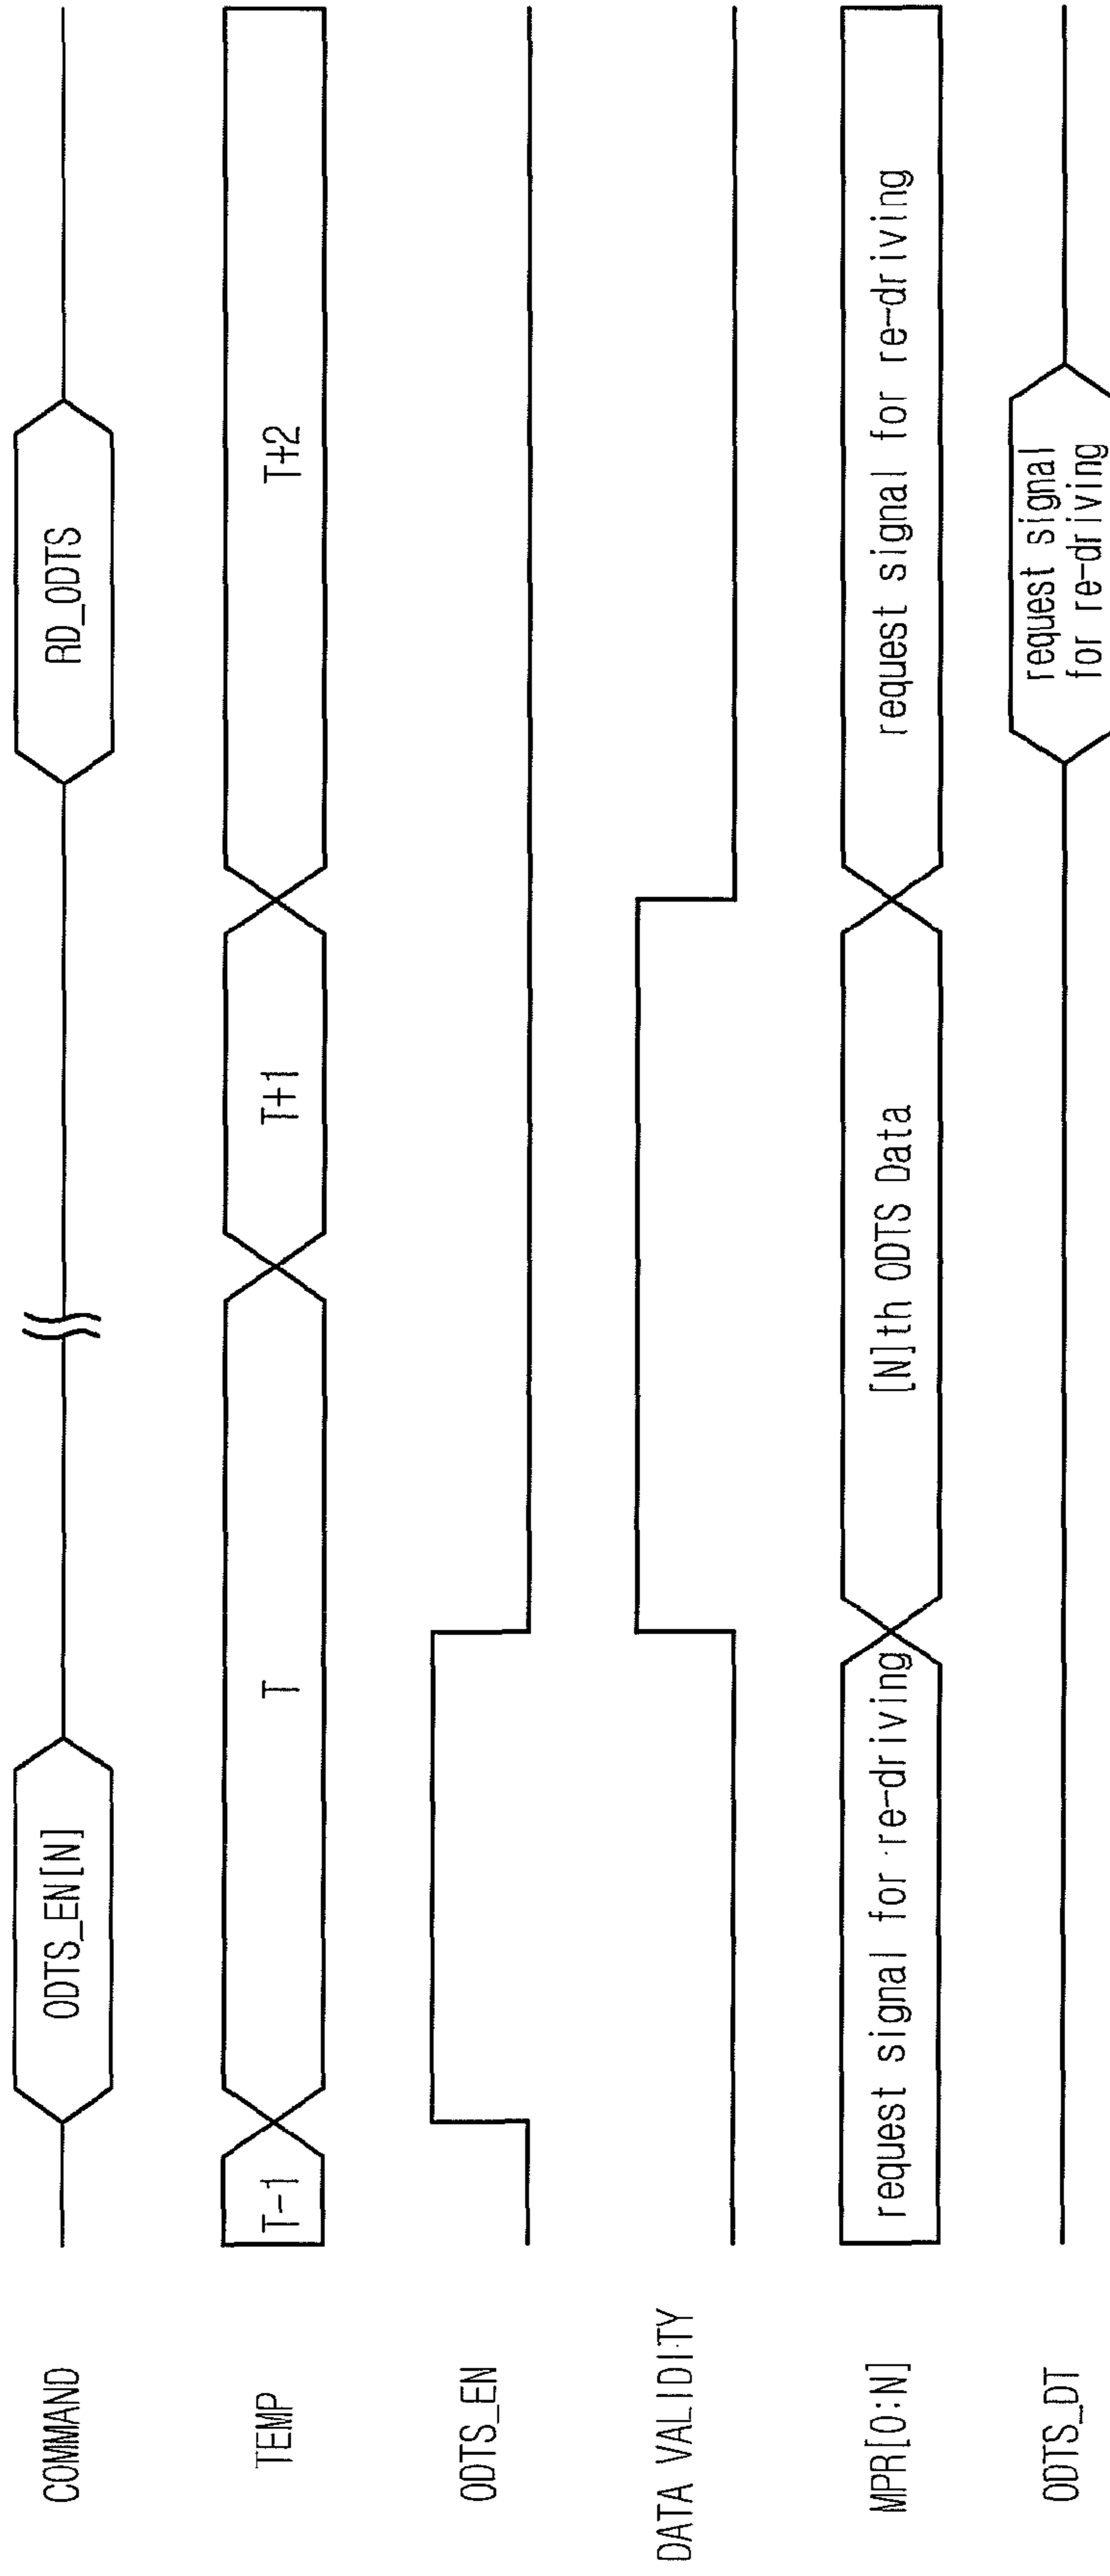 COMMAND
ODTS_EN[N]
RD_ODTS
TEMP
T-1
T
T+1
T+2
ODTS_EN
DATA VALIDITY
MPR[0:N]
request signal for re-driving
[N]th ODTS Data
request signal for re-driving
ODTS_DT
request signal
for re-driving